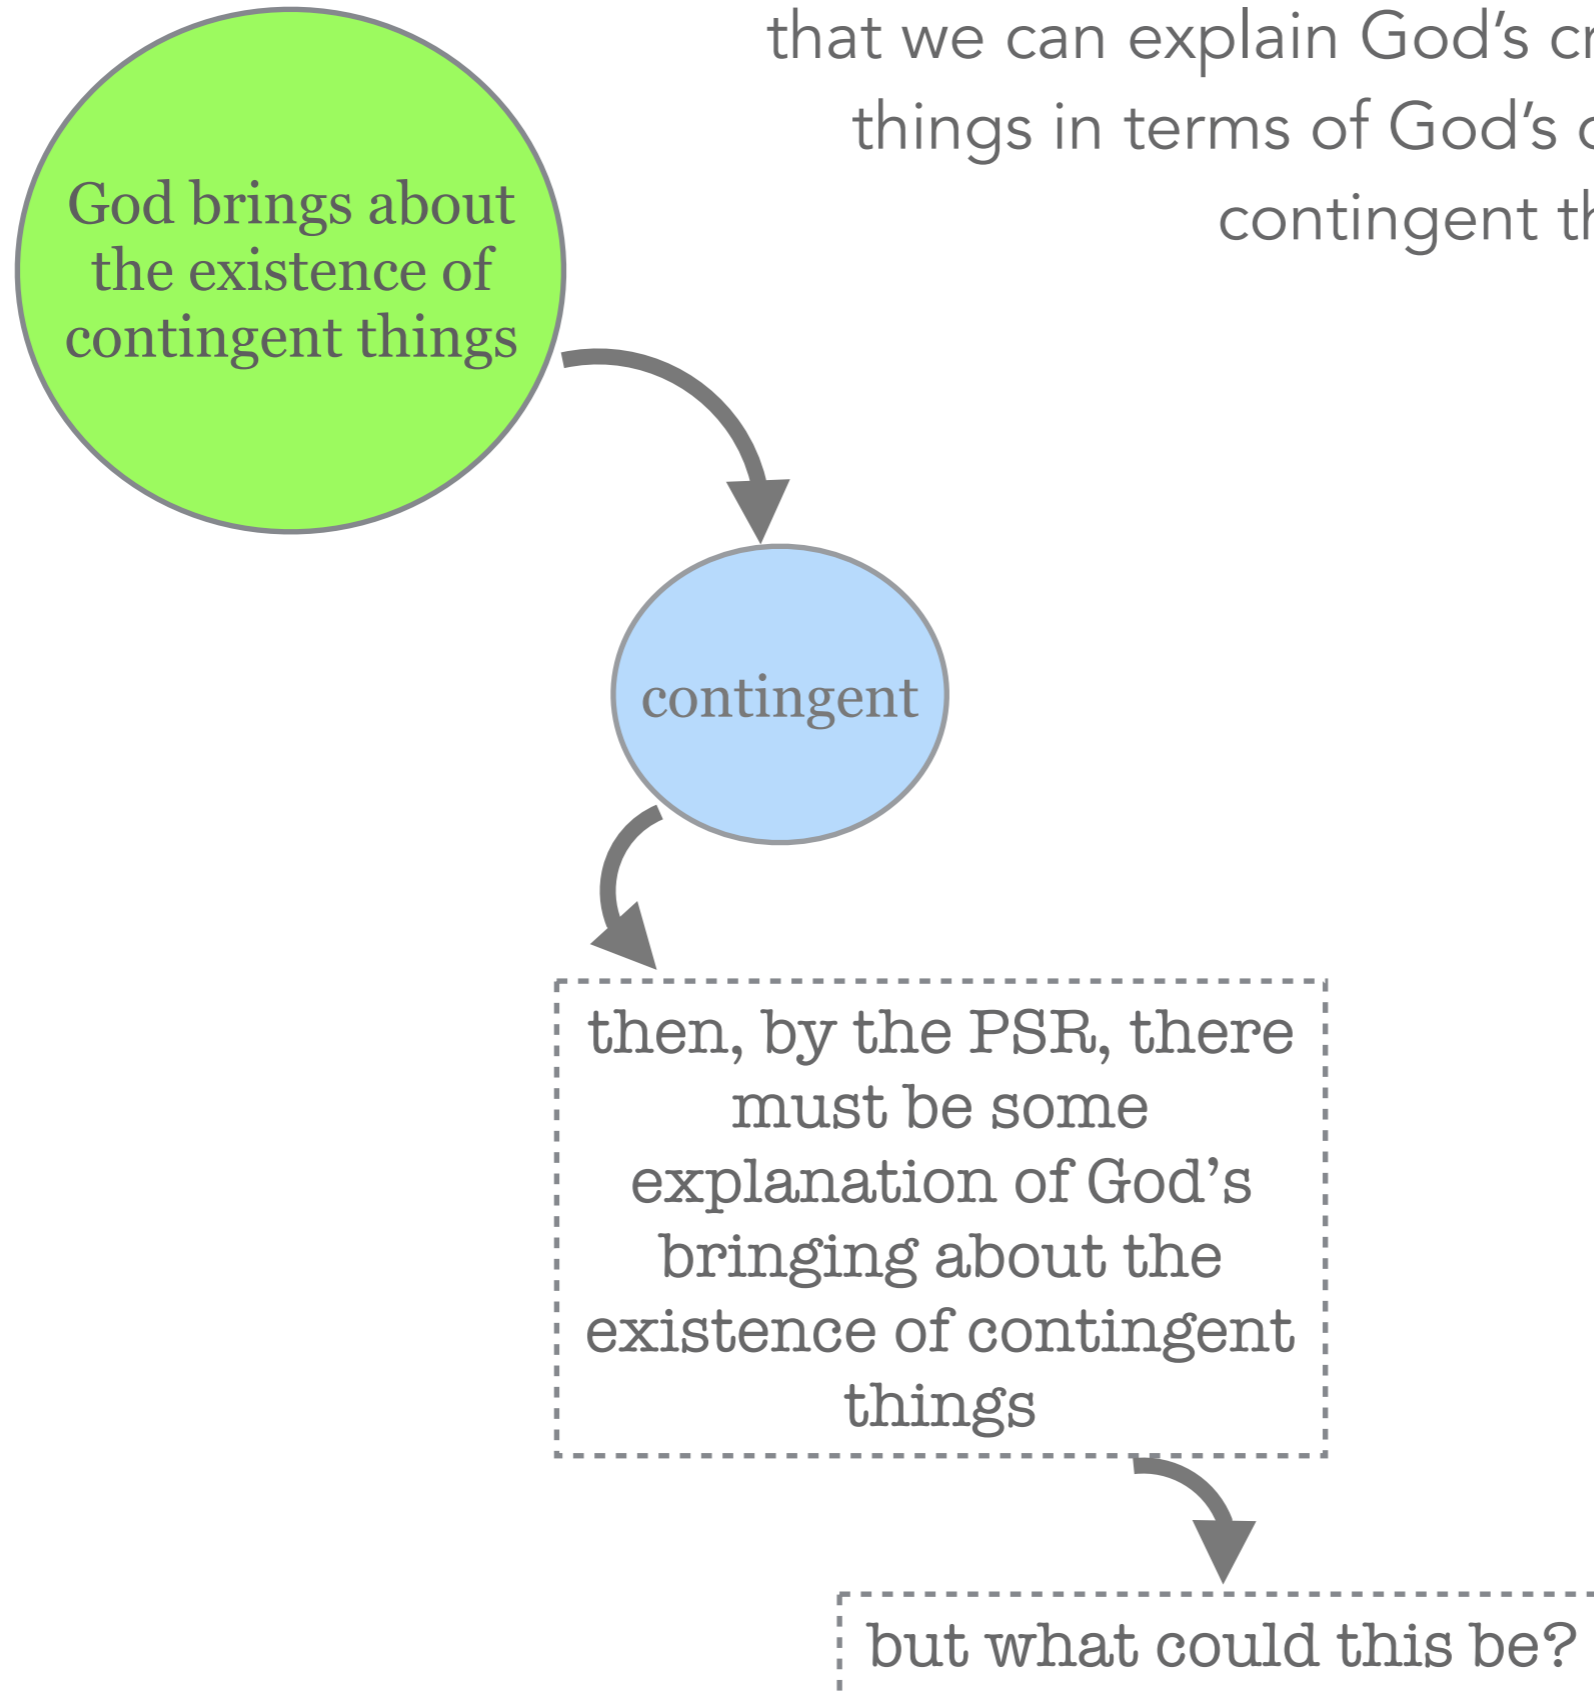 that we can explain God's
things in terms of God's
contingent
God brings about
the existence of
contingent things
contingent
then, by the PSR, there
must be some
explanation of God's
bringing about the
existence of contingent
things
but what could this be?